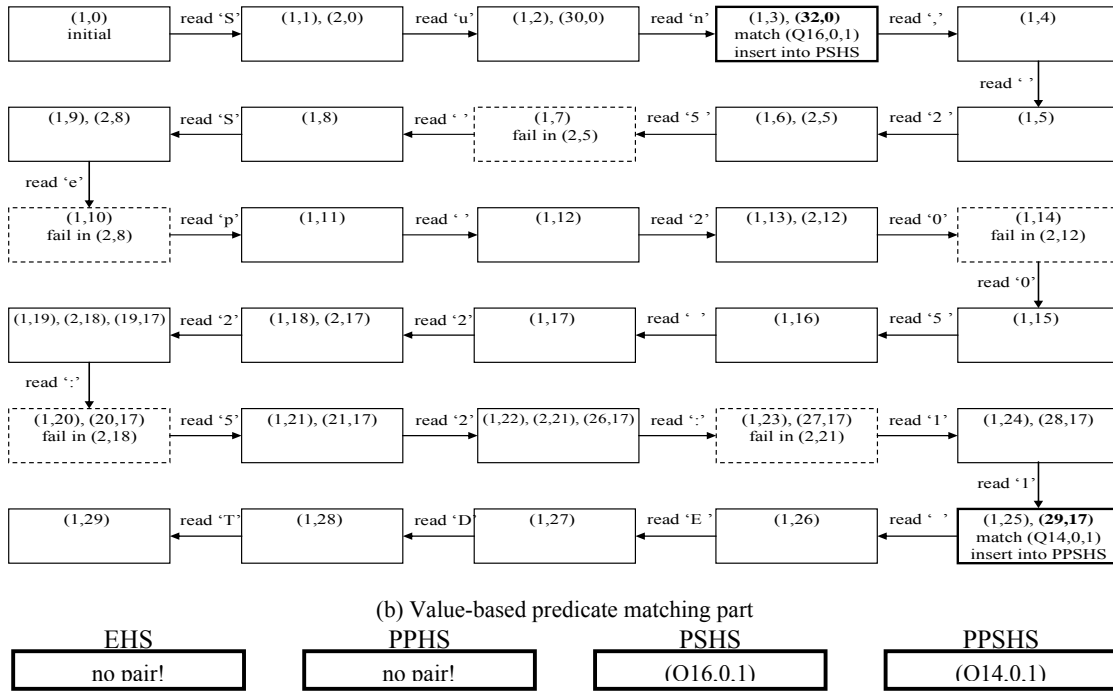 (1,0)
initial
read ‘S’
(1,1), (2,0)
read ‘u’
(1,2), (30,0)
read ‘n’
(1,3), (32,0)
match (Q16,0,1)
insert into PSHS
read ‘,’
(1,4)
read ‘ ’
(1,9), (2,8)
read ‘S’
(1,8)
read ‘ ’
(1,7)
fail in (2,5)
read ‘5 ’
(1,6), (2,5)
read ‘2 ’
(1,5)
read ‘e’
(1,10)
fail in (2,8)
read ‘p’
(1,11)
read ‘ ’
(1,12)
read ‘2’
(1,13), (2,12)
read ‘0’
(1,14)
fail in (2,12)
read ‘0’
(1,19), (2,18), (19,17)
read ‘2’
(1,18), (2,17)
read ‘2’
(1,17)
read ‘ ’
(1,16)
read ‘5 ’
(1,15)
read ‘:’
(1,20), (20,17)
fail in (2,18)
read ‘5’
(1,21), (21,17)
read ‘2’
(1,22), (2,21), (26,17)
read ‘:’
(1,23), (27,17)
fail in (2,21)
read ‘1’
(1,24), (28,17)
read ‘1’
(1,29)
read ‘T’
(1,28)
read ‘D’
(1,27)
read ‘E ’
(1,26)
read ‘ ’
(1,25), (29,17)
match (Q14,0,1)
insert into PPSHS
(b) Value-based predicate matching part
EHS PPHS PSHS PPSHS
no pair! no pair! (Q16,0,1) (Q14,0,1)